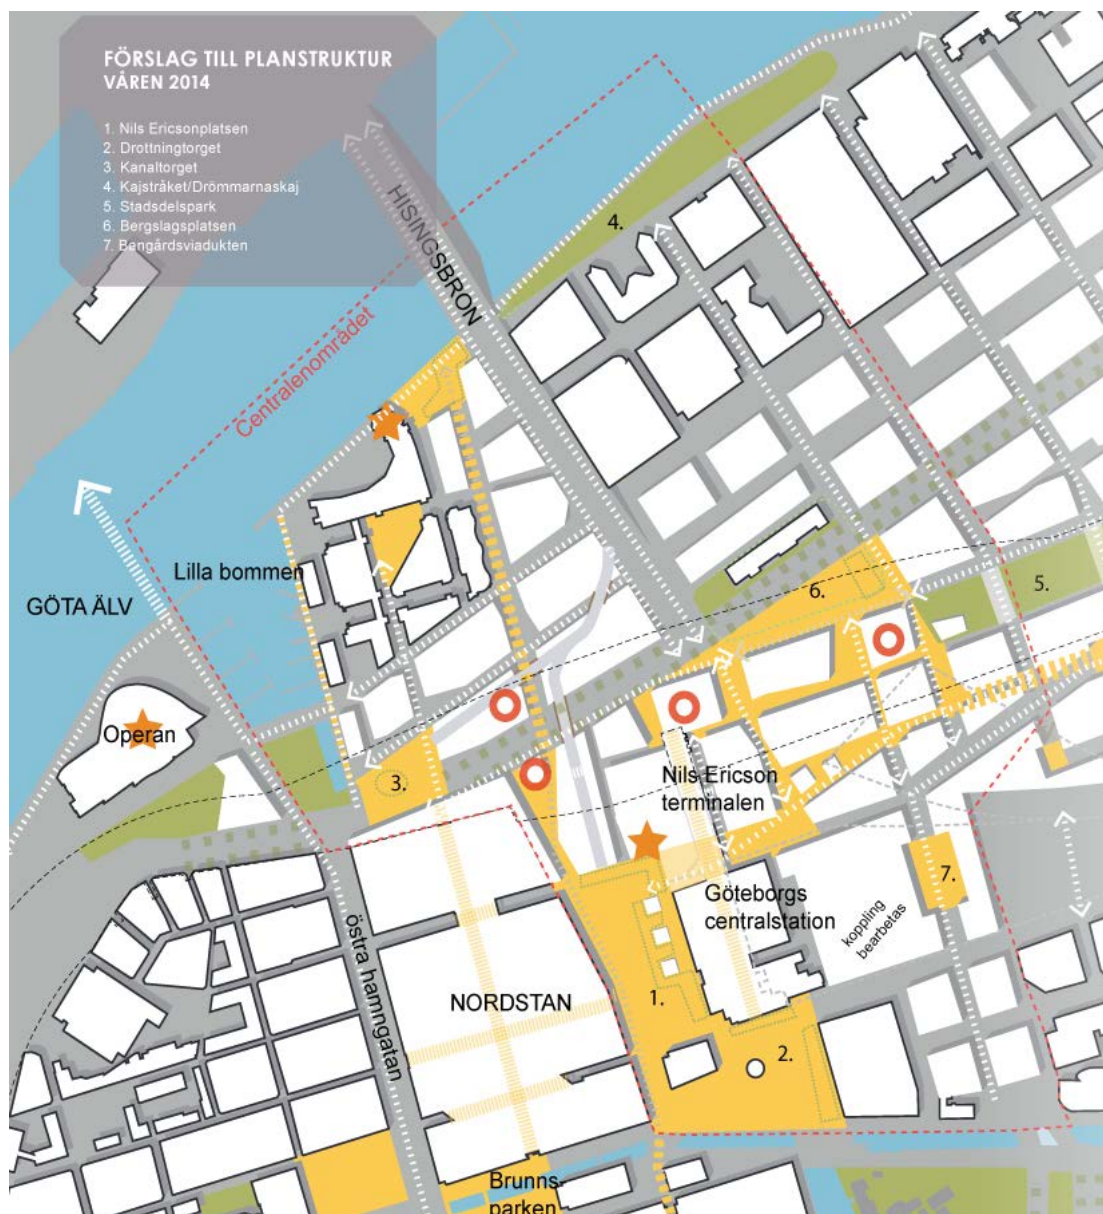 FÖRSLAG TILL PLANSTRUKTUR
VÅREN 2014
1. Nils Ericsonplatsen
2. Drottningtorget
3. Kanaltorget
4. Kajstråket/Drömmarnaskaj
5. Stadsdelspark
6. Bergslagsplatsen
7. Bangårdsviadukten
HISINGSBRON
4.
Centralenområdet
Lilla bommen
GÖTA ÄLV
6.
5.
Operan
3.
Nils Ericson
terminalen
7.
Göteborgs
centralstation
koppling
bearbetas
östra hamngatan
NORDSTAN
1.
2.
Brunns-
parken